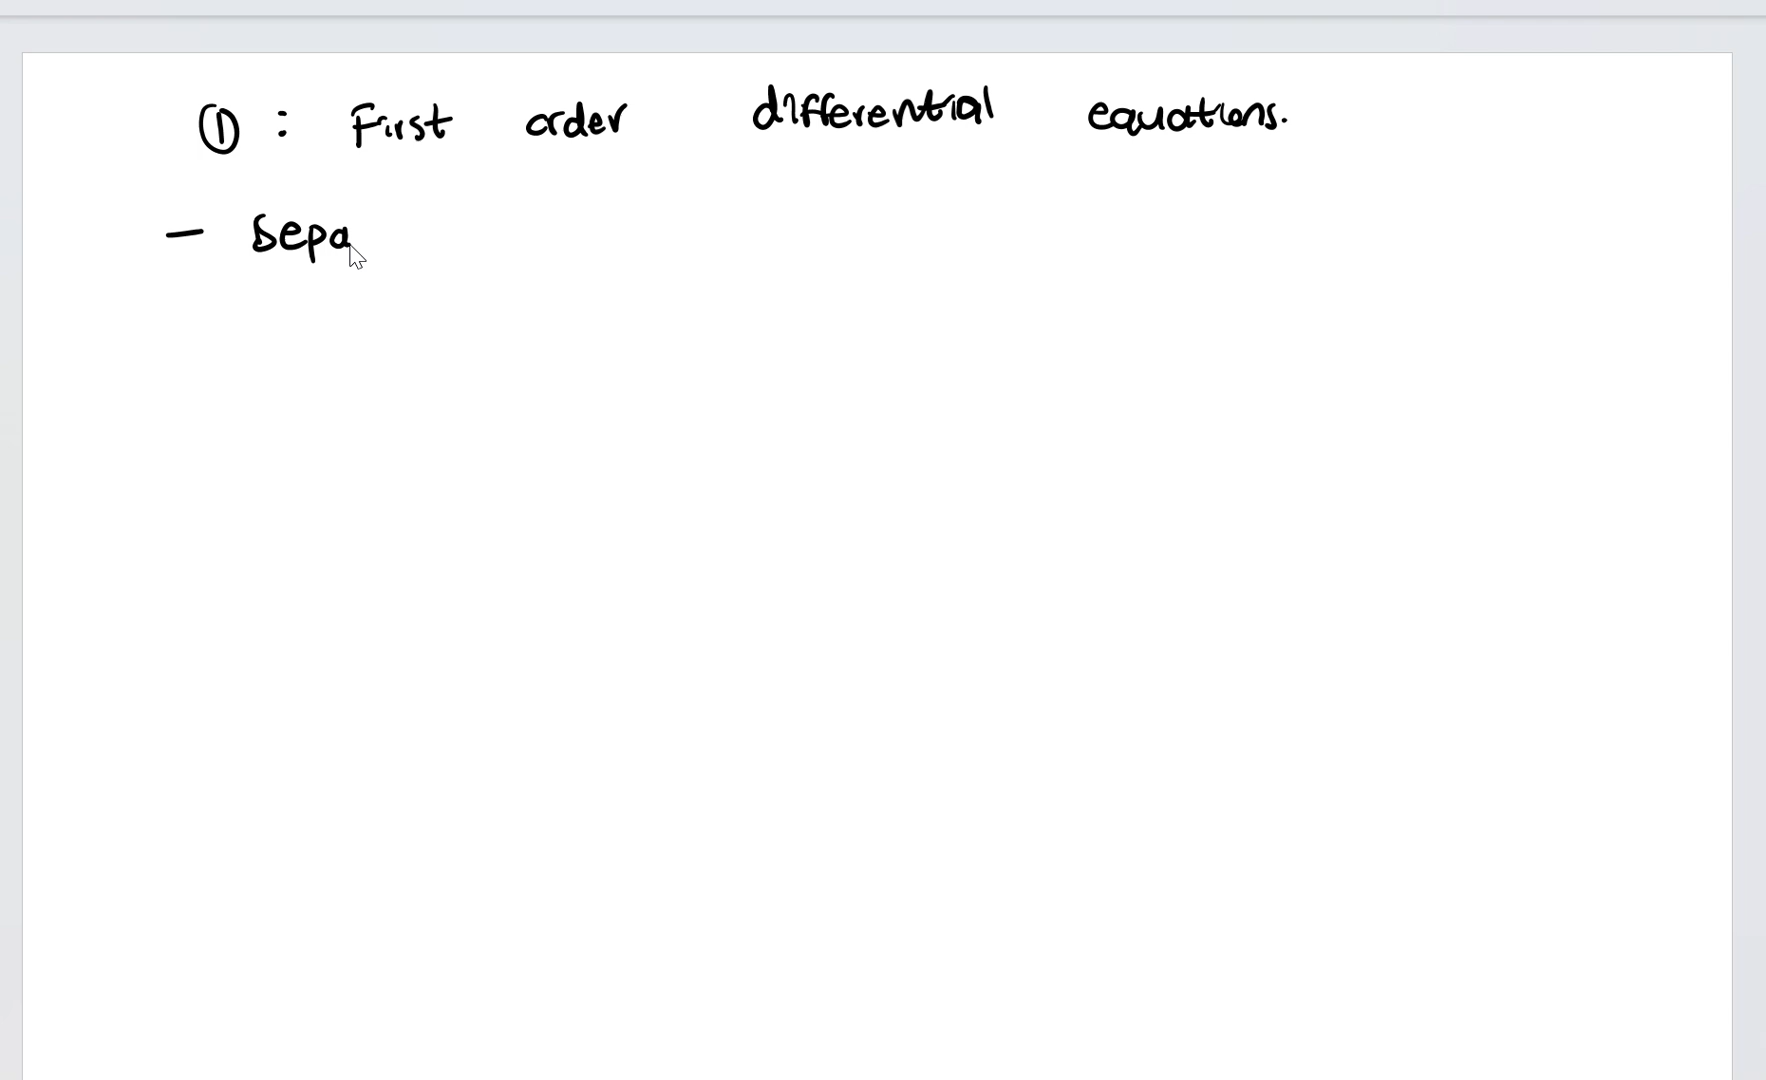 ① : First order differential equations.
- Sepa